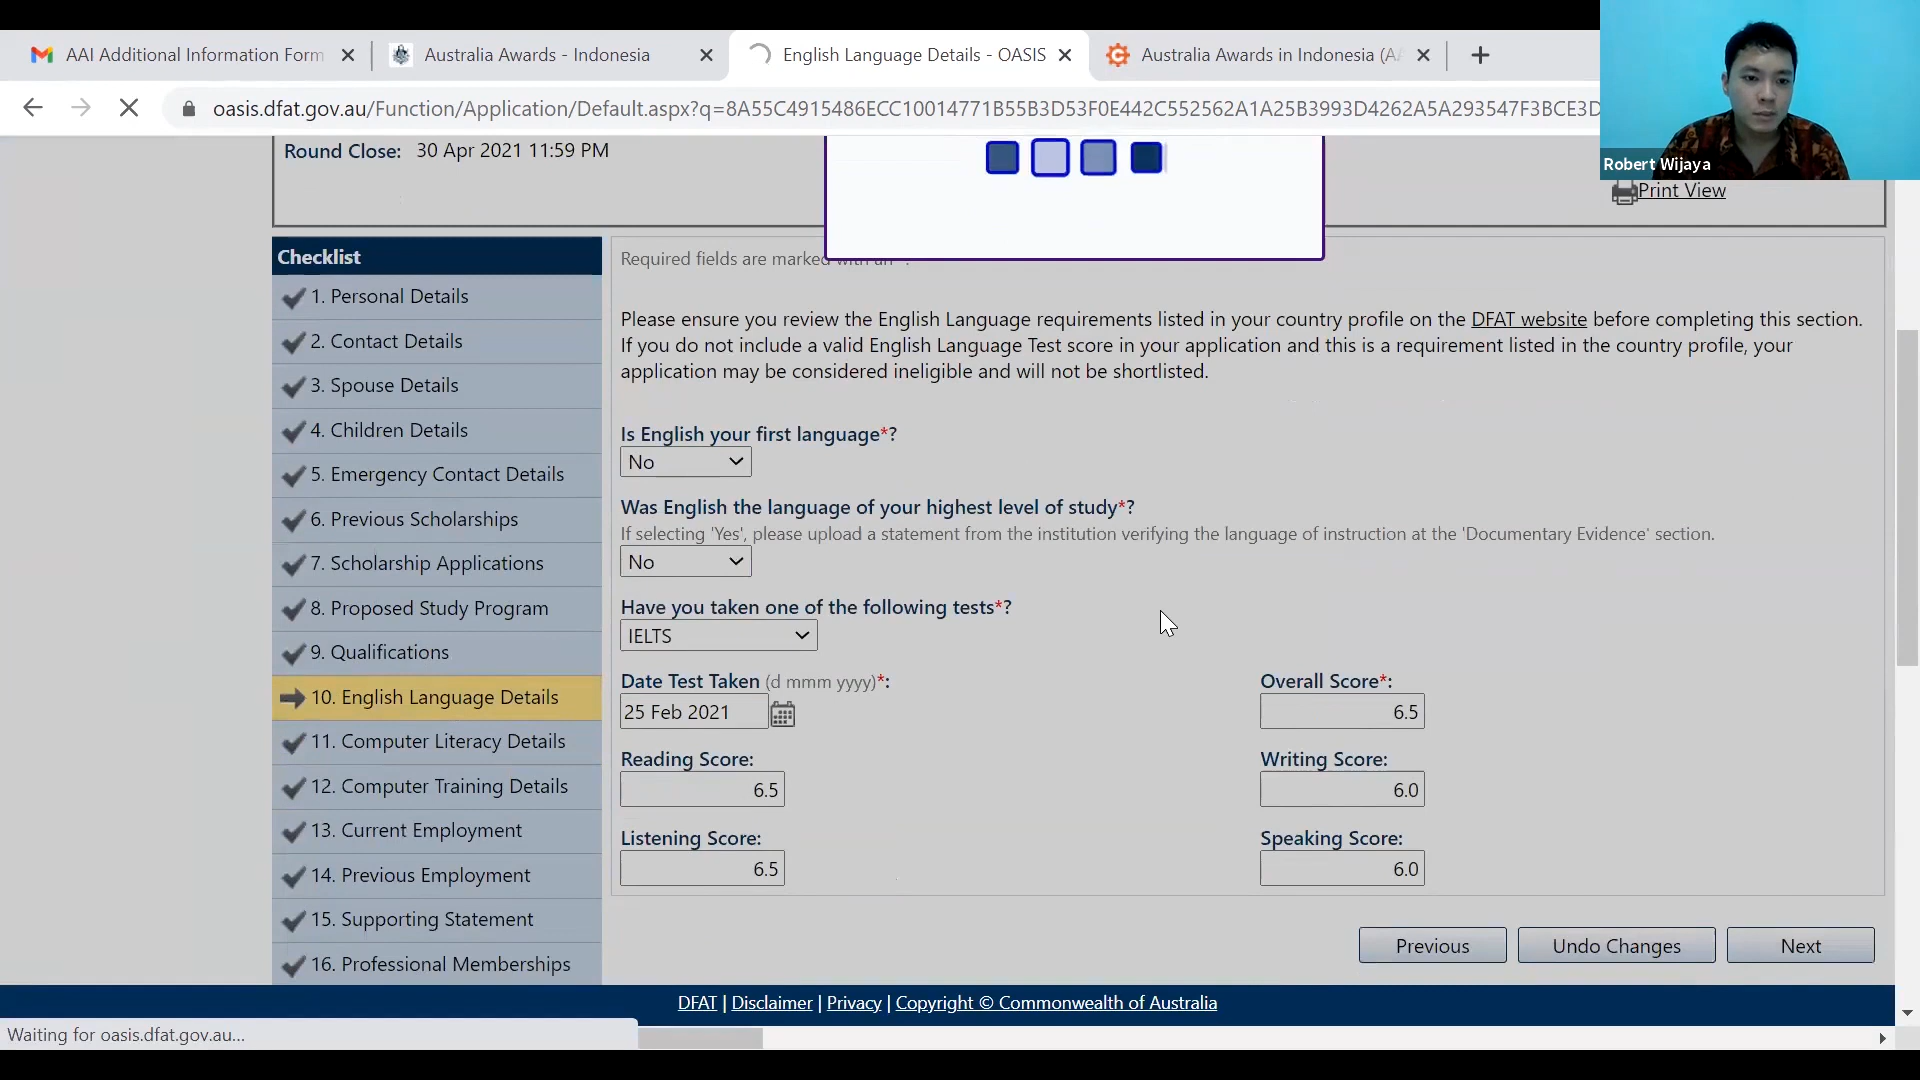 AAI Additional Information Form
Australia Awards - Indonesia
English Language Details - OASIS
Australia Awards in Indonesia (A
oasis.dfat.gov.au/Function/Application/Default.aspx?q=8A55C4915486ECC10014771B55B3D53F0E442C552562A1A25B3993D4262A5A293547F3BCE3D
Robert Wijaya
Round Close: 30 Apr 2021 11:59 PM
Print View
Checklist
1. Personal Details
2. Contact Details
3. Spouse Details
4. Children Details
5. Emergency Contact Details
6. Previous Scholarships
7. Scholarship Applications
8. Proposed Study Program
9. Qualifications
10. English Language Details
11. Computer Literacy Details
12. Computer Training Details
13. Current Employment
14. Previous Employment
15. Supporting Statement
16. Professional Memberships
Required fields are marked with an
Please ensure you review the English Language requirements listed in your country profile on the DFAT website before completing this section.
If you do not include a valid English Language Test score in your application and this is a requirement listed in the country profile, your
application may be considered ineligible and will not be shortlisted.
Is English your first language*?
No
Was English the language of your highest level of study*?
If selecting 'Yes', please upload a statement from the institution verifying the language of instruction at the 'Documentary Evidence' section.
No
Have you taken one of the following tests*?
IELTS
Date Test Taken (d mmm yyyy)*:
25 Feb 2021
Overall Score*:
6.5
Reading Score:
6.5
Writing Score:
6.0
Listening Score:
6.5
Speaking Score:
6.0
Previous
Undo Changes
Next
DFAT | Disclaimer | Privacy | Copyright © Commonwealth of Australia
Waiting for oasis.dfat.gov.au...